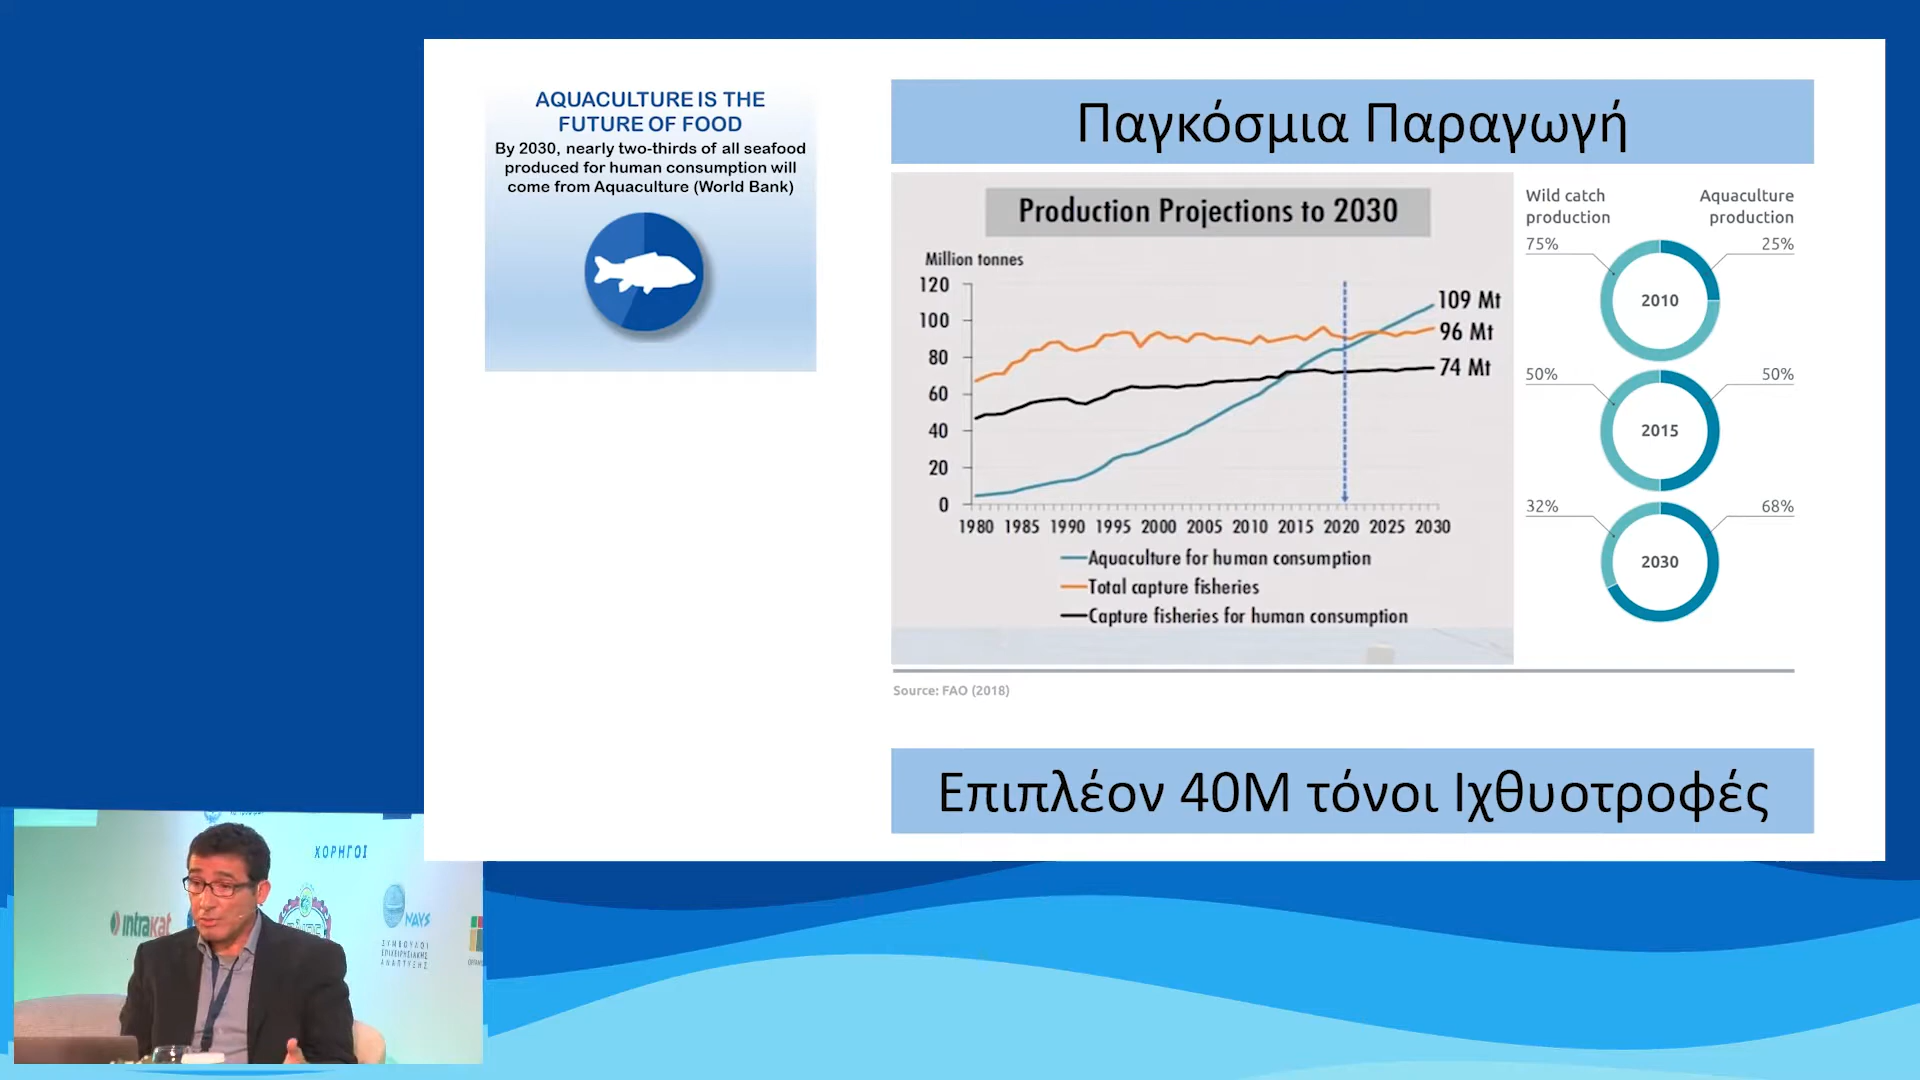 AQUACULTURE IS THE
FUTURE OF FOOD
By 2030, nearly two-thirds of all seafood
produced for human consumption will
come from Aquaculture (World Bank)
Παγκόσμια Παραγωγή
Production Projections to 2030
Million tonnes
120
100
80
60
40
20
0
109 Mt
96 Mt
74 Mt
1980 1985 1990 1995 2000 2005 2010 2015 2020 2025 2030
Aquaculture for human consumption
Total capture fisheries
Capture fisheries for human consumption
Wild catch
production
Aquaculture
production
75% 25%
2010
50% 50%
2015
32% 68%
2030
Source: FAO (2018)
Επιπλέον 40Μ τόνοι Ιχθυοτροφές
ΧΟΡΗΓΟΙ
intrakat
NAYS
ΣΥΜΒΟΥΛΟΙ
ΕΠΙΧΕΙΡΗΣΙΑΚΗΣ
ΑΝΑΠΤΥΞΗΣ